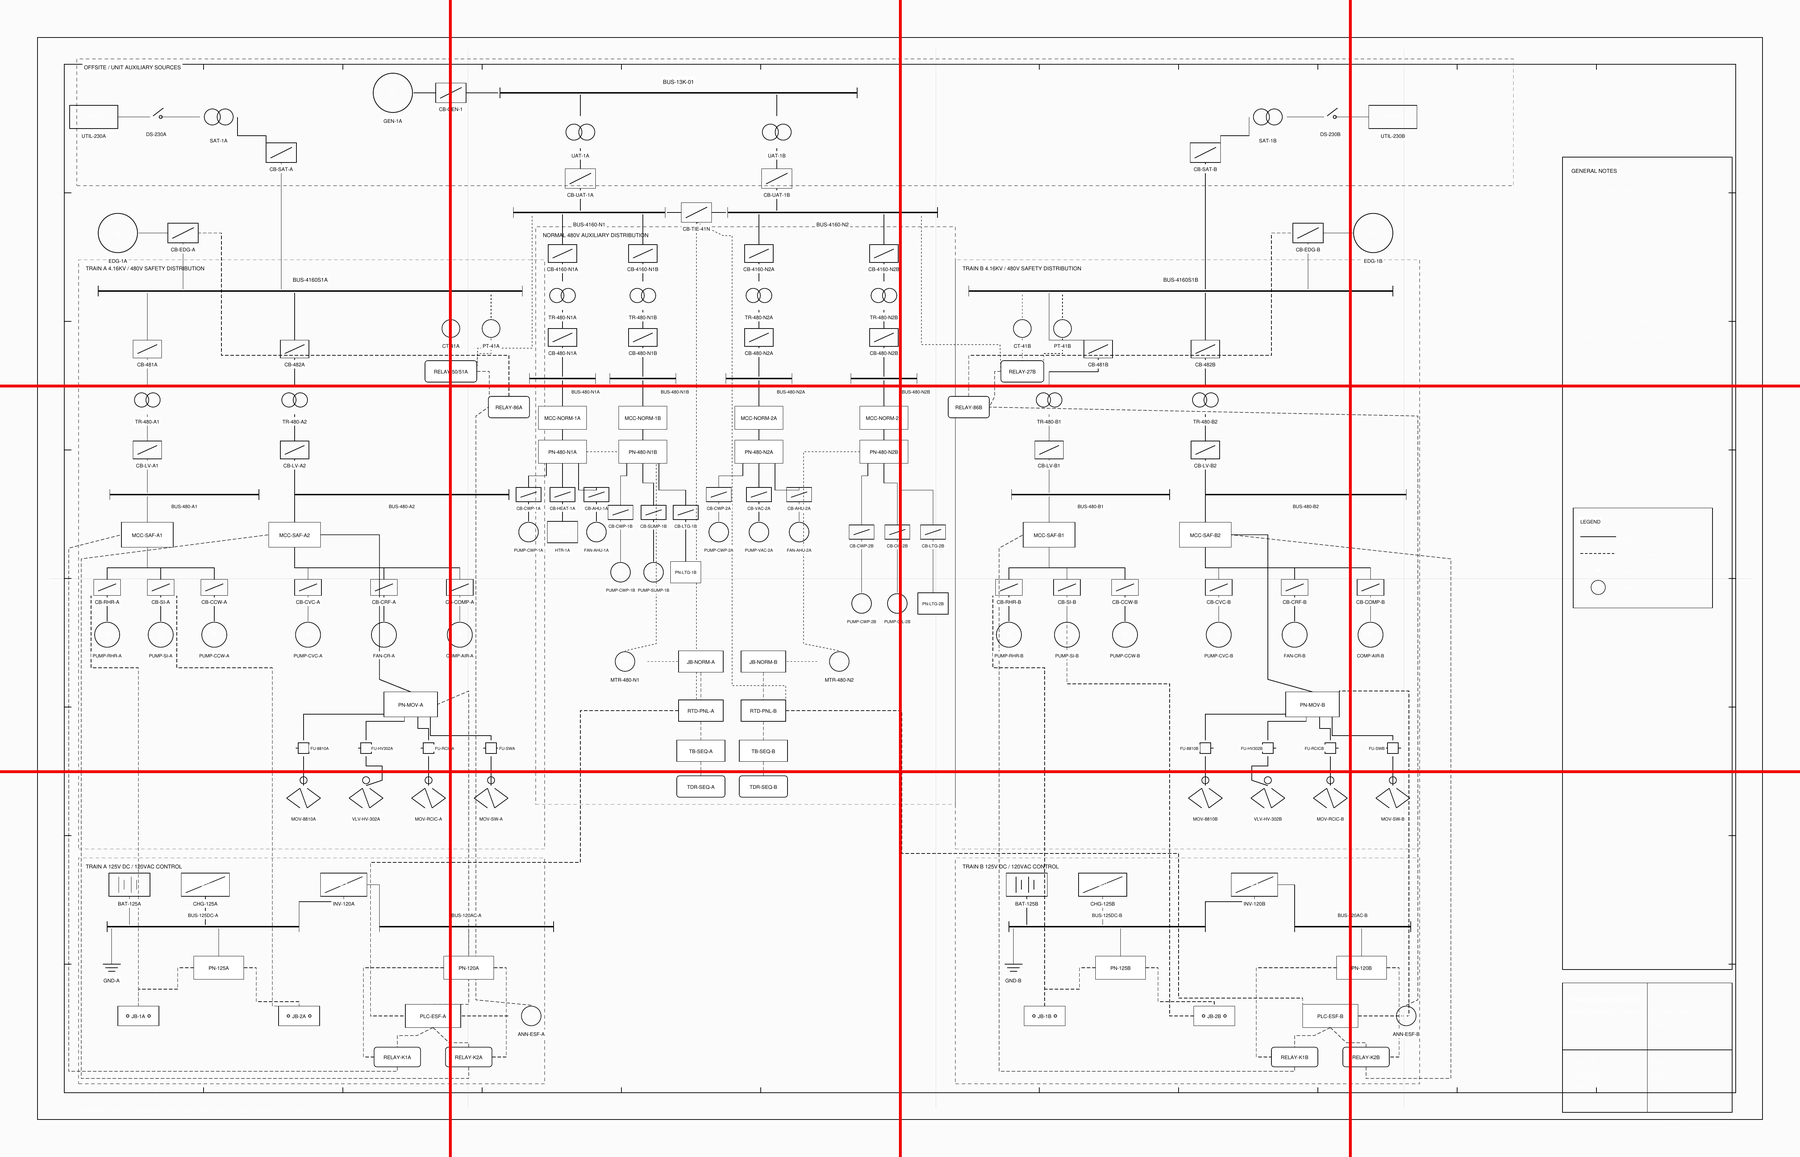 OFFSITE / UNIT AUXILIARY SOURCES
BUS-13K-01
GEN-1A
CB-GEN-1
UTIL-230A
DS-230A
SAT-1A
CB-SAT-A
UAT-1A
UAT-1B
CB-UAT-1A
CB-UAT-1B
SAT-1B
DS-230B
UTIL-230B
CB-SAT-B
GENERAL NOTES
BUS-4160-N1
CB-TIE-41N
BUS-4160-N2
NORMAL 480V AUXILIARY DISTRIBUTION
EDG-1A
CB-EDG-A
CB-EDG-B
EDG-1B
TRAIN A 4.16KV / 480V SAFETY DISTRIBUTION
BUS-4160S1A
CB-4160-N1A
CB-4160-N1B
CB-4160-N2A
CB-4160-N2B
TRAIN B 4.16KV / 480V SAFETY DISTRIBUTION
BUS-4160S1B
TR-480-N1A
TR-480-N1B
TR-480-N2A
TR-480-N2B
PT-41A
CT-41B
PT-41B
CB-481A
CB-482A
RELAY-50/51A
CB-480-N1A
CB-480-N1B
CB-480-N2A
CB-480-N2B
RELAY-27B
CB-481B
CB-482B
BUS-480-N1A
BUS-480-N1B
BUS-480-N2A
BUS-480-N2B
RELAY-86A
RELAY-86B
TR-480-A1
TR-480-A2
MCC-NORM-1A
MCC-NORM-1B
MCC-NORM-2A
TR-480-B1
TR-480-B2
CB-LV-A1
CB-LV-A2
PN-480-N1A
PN-480-N1B
PN-480-N2A
PN-480-N2B
CB-LV-B1
CB-LV-B2
BUS-480-A1
BUS-480-A2
CB-CWP-1A
CB-HEAT-1A
CB-AHU-1A
CB-CWP-1B
CB-SUMP-1B
CB-LTG-1B
CB-CWP-2A
CB-VAC-2A
CB-AHU-2A
CB-CWP-2B
CB-LTG-2B
BUS-480-B1
BUS-480-B2
LEGEND
MCC-SAF-A1
MCC-SAF-A2
PUMP-CWP-1A
HTR-1A
FAN-AHU-1A
PN-LTG-1B
PUMP-CWP-1B
PUMP-SUMP-1B
PUMP-CWP-2A
PUMP-VAC-2A
FAN-AHU-2A
PUMP-CWP-2B
PN-LTG-2B
MCC-SAF-B1
MCC-SAF-B2
CB-RHR-A
CB-SI-A
CB-CCW-A
CB-CVC-A
CB-CRF-A
CB-COMP-A
CB-RHR-B
CB-SI-B
CB-CCW-B
CB-CVC-B
CB-CRF-B
CB-COMP-B
PUMP-RHR-A
PUMP-SI-A
PUMP-CCW-A
PUMP-CVC-A
FAN-CR-A
COMP-AIR-A
PUMP-RHR-B
PUMP-SI-B
PUMP-CCW-B
PUMP-CVC-B
FAN-CR-B
COMP-AIR-B
MTR-480-N1
JB-NORM-A
JB-NORM-B
MTR-480-N2
PN-MOV-A
RTD-PNL-A
RTD-PNL-B
PN-MOV-B
FU-8810A
FU-HV302A
FU-SWA
TB-SEQ-A
TB-SEQ-B
FU-8810B
FU-HV302B
FU-RCICB
FU-SWB
TDR-SEQ-A
TDR-SEQ-B
MOV-8810A
VLV-HV-302A
MOV-RCIC-A
MOV-SW-A
MOV-8810B
VLV-HV-302B
MOV-RCIC-B
MOV-SW-B
TRAIN A 125V DC / 120VAC CONTROL
BAT-125A
CHG-125A
INV-120A
BUS-125DC-A
BUS-120AC-A
TRAIN B 125V DC / 120VAC CONTROL
BAT-125B
CHG-125B
INV-120B
BUS-125DC-B
BUS-120AC-B
GND-A
PN-125A
PN-120A
GND-B
PN-125B
PN-120B
JB-1A
JB-2A
PLC-ESF-A
ANN-ESF-A
JB-1B
JB-2B
PLC-ESF-B
ANN-ESF-B
RELAY-K1A
RELAY-K2A
RELAY-K1B
RELAY-K2B